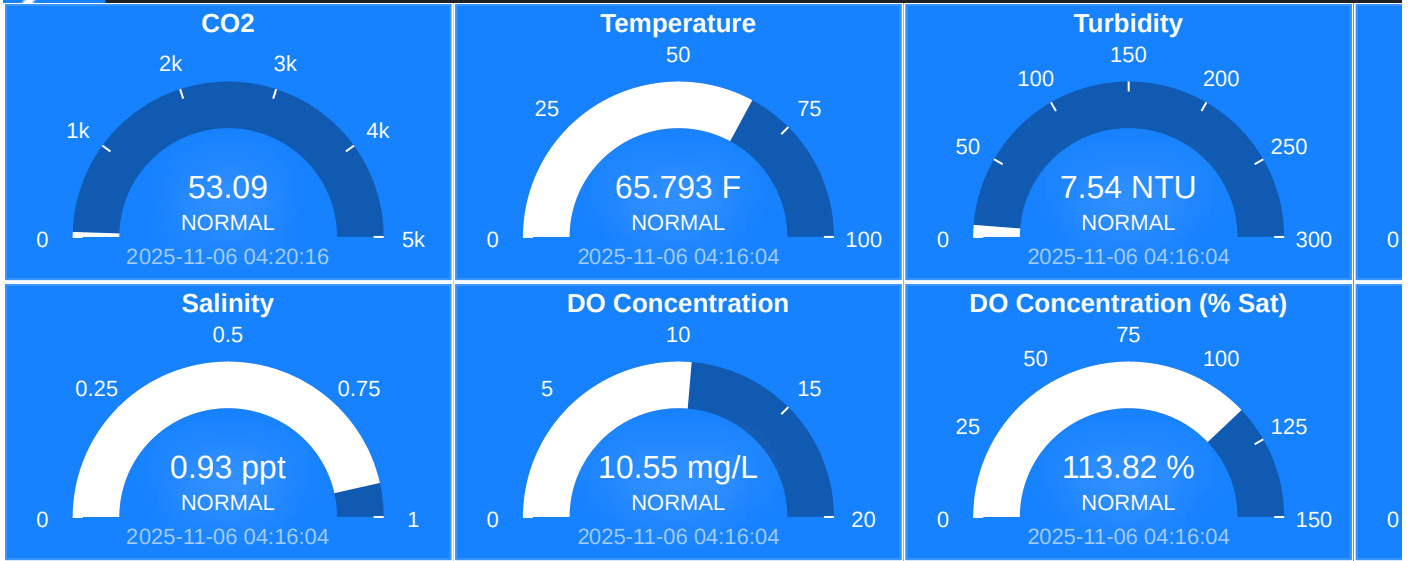 CO2
2k
3k
1k
4k
53.09
NORMAL
0
5k
2025-11-06 04:20:16
Temperature
50
25
75
65.793 F
NORMAL
0
100
2025-11-06 04:16:04
Turbidity
150
100
200
50
250
7.54 NTU
NORMAL
0
300
2025-11-06 04:16:04
0
Salinity
0.5
0.25
0.75
0.93 ppt
NORMAL
0
1
2025-11-06 04:16:04
DO Concentration
10
5
15
10.55 mg/L
NORMAL
0
20
2025-11-06 04:16:04
DO Concentration (% Sat)
75
50
100
25
125
113.82 %
NORMAL
0
150
2025-11-06 04:16:04
0